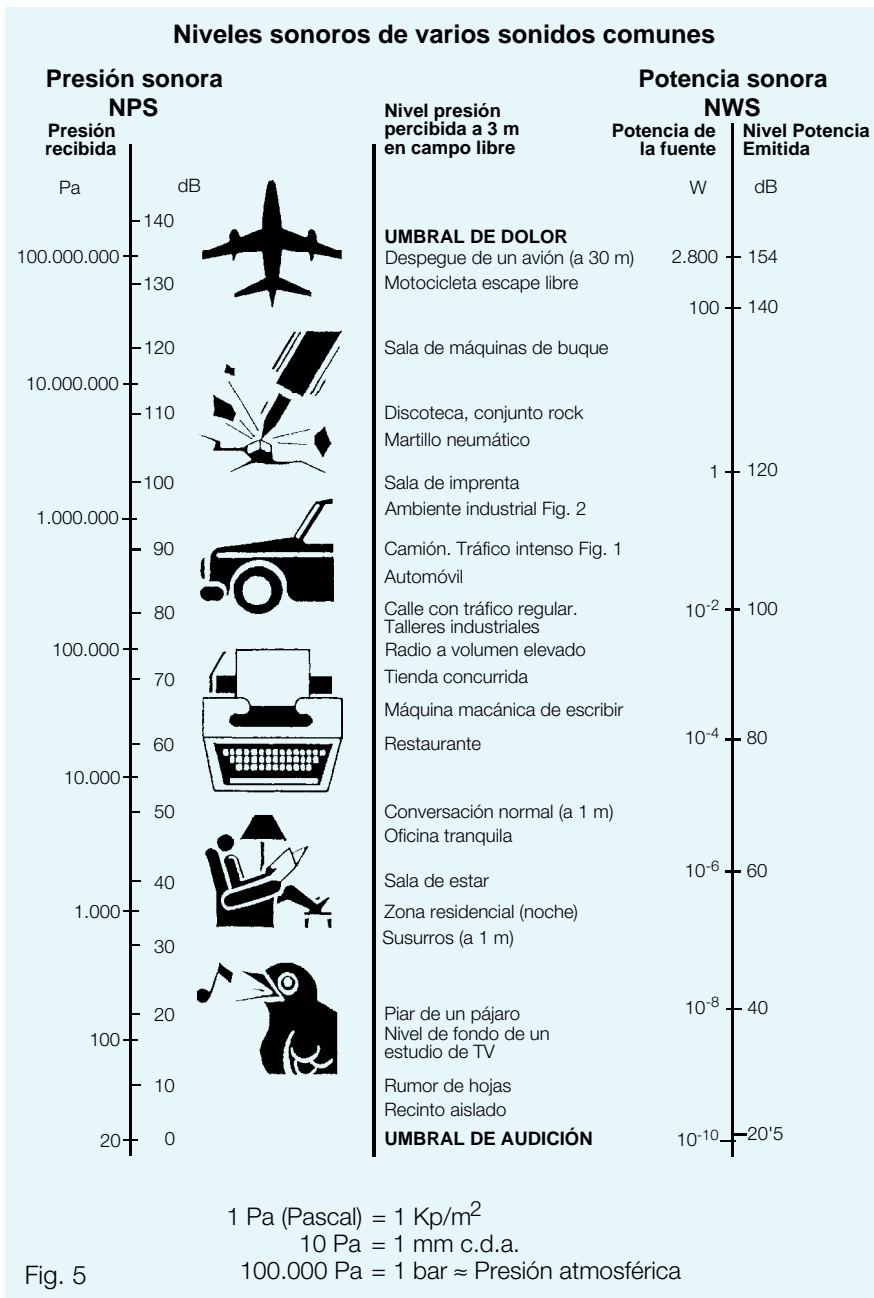 Niveles sonoros de varios sonidos comunes
Presión sonora
NPS
Potencia sonora
NWS
Presión
recibida
Nivel presión
percibida a 3 m
en campo libre
Potencia de
la fuente
Nivel Potencia
Emitida
Pa
dB
W
dB
140
UMBRAL DE DOLOR
100.000.000
Despegue de un avión (a 30 m)
2.800
154
130
Motocicleta escape libre
100
140
120
Sala de máquinas de buque
10.000.000
110
Discoteca, conjunto rock
Martillo neumático
1
120
100
Sala de imprenta
1.000.000
Ambiente industrial Fig. 2
90
Camión. Tráfico intenso Fig. 1
Automóvil
80
Calle con tráfico regular.
Talleres industriales
10-2
100
100.000
Radio a volumen elevado
70
Tienda concurrida
Máquina macánica de escribir
60
Restaurante
10-4
80
10.000
50
Conversación normal (a 1 m)
Oficina tranquila
10-6
60
40
Sala de estar
1.000
Zona residencial (noche)
30
Susurros (a 1 m)
10-8
40
20
Piar de un pájaro
100
Nivel de fondo de un
estudio de TV
10
Rumor de hojas
Recinto aislado
20
0
UMBRAL DE AUDICIÓN
10-10
20'5
1 Pa (Pascal) = 1 Kp/m2
10 Pa = 1 mm c.d.a.
100.000 Pa = 1 bar ≈ Presión atmosférica
Fig. 5